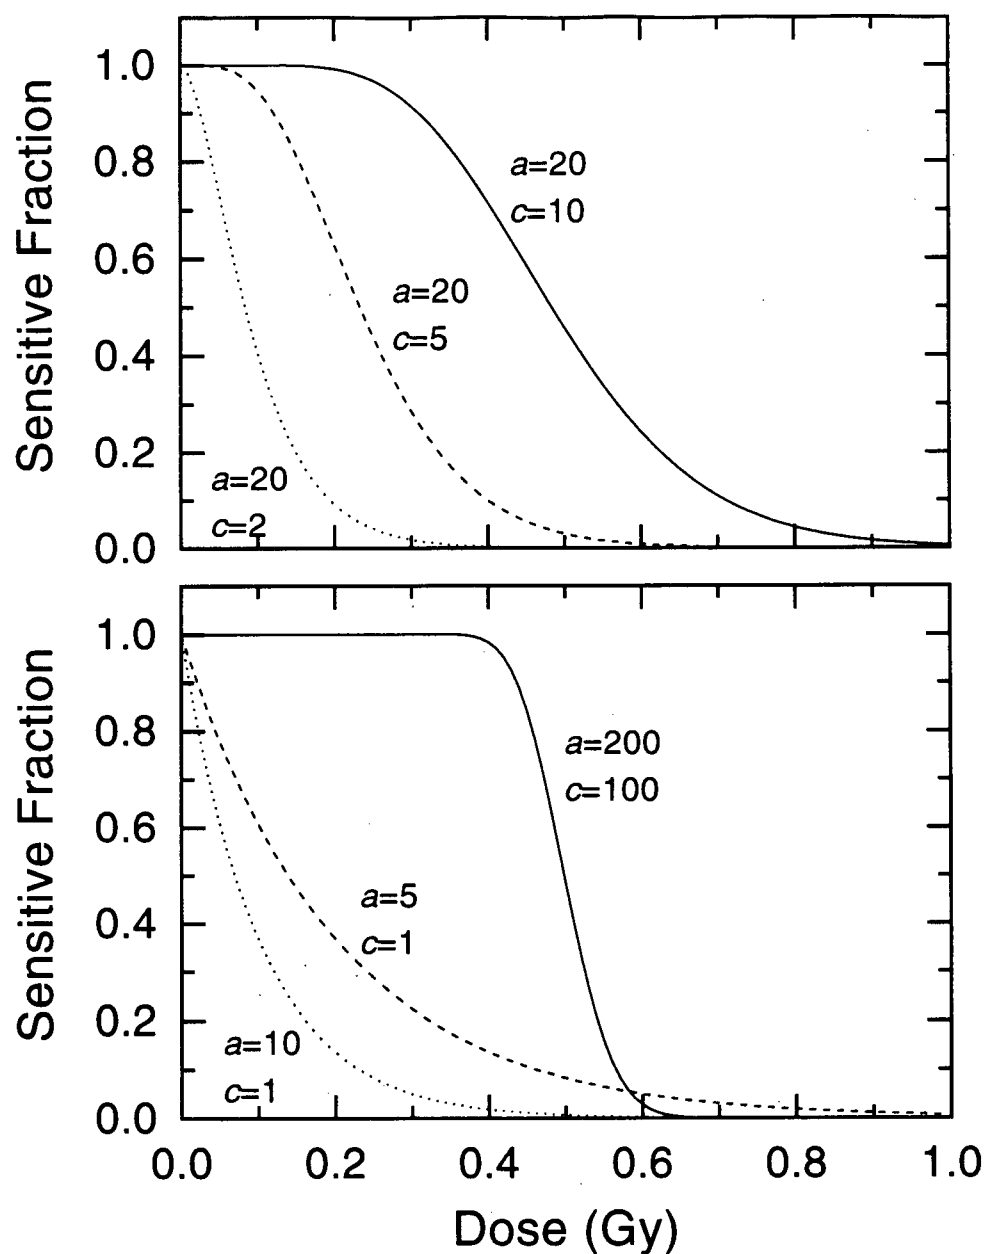 Sensitive Fraction
1.0
0.8
0.6
0.4
0.2
0.0
a=20
c=10
a=20
c=5
a=20
c=2
Sensitive Fraction
1.0
0.8
0.6
0.4
0.2
0.0
a=200
c=100
a=5
c=1
a=10
c=1
0.0 0.2 0.4 0.6 0.8 1.0
Dose (Gy)